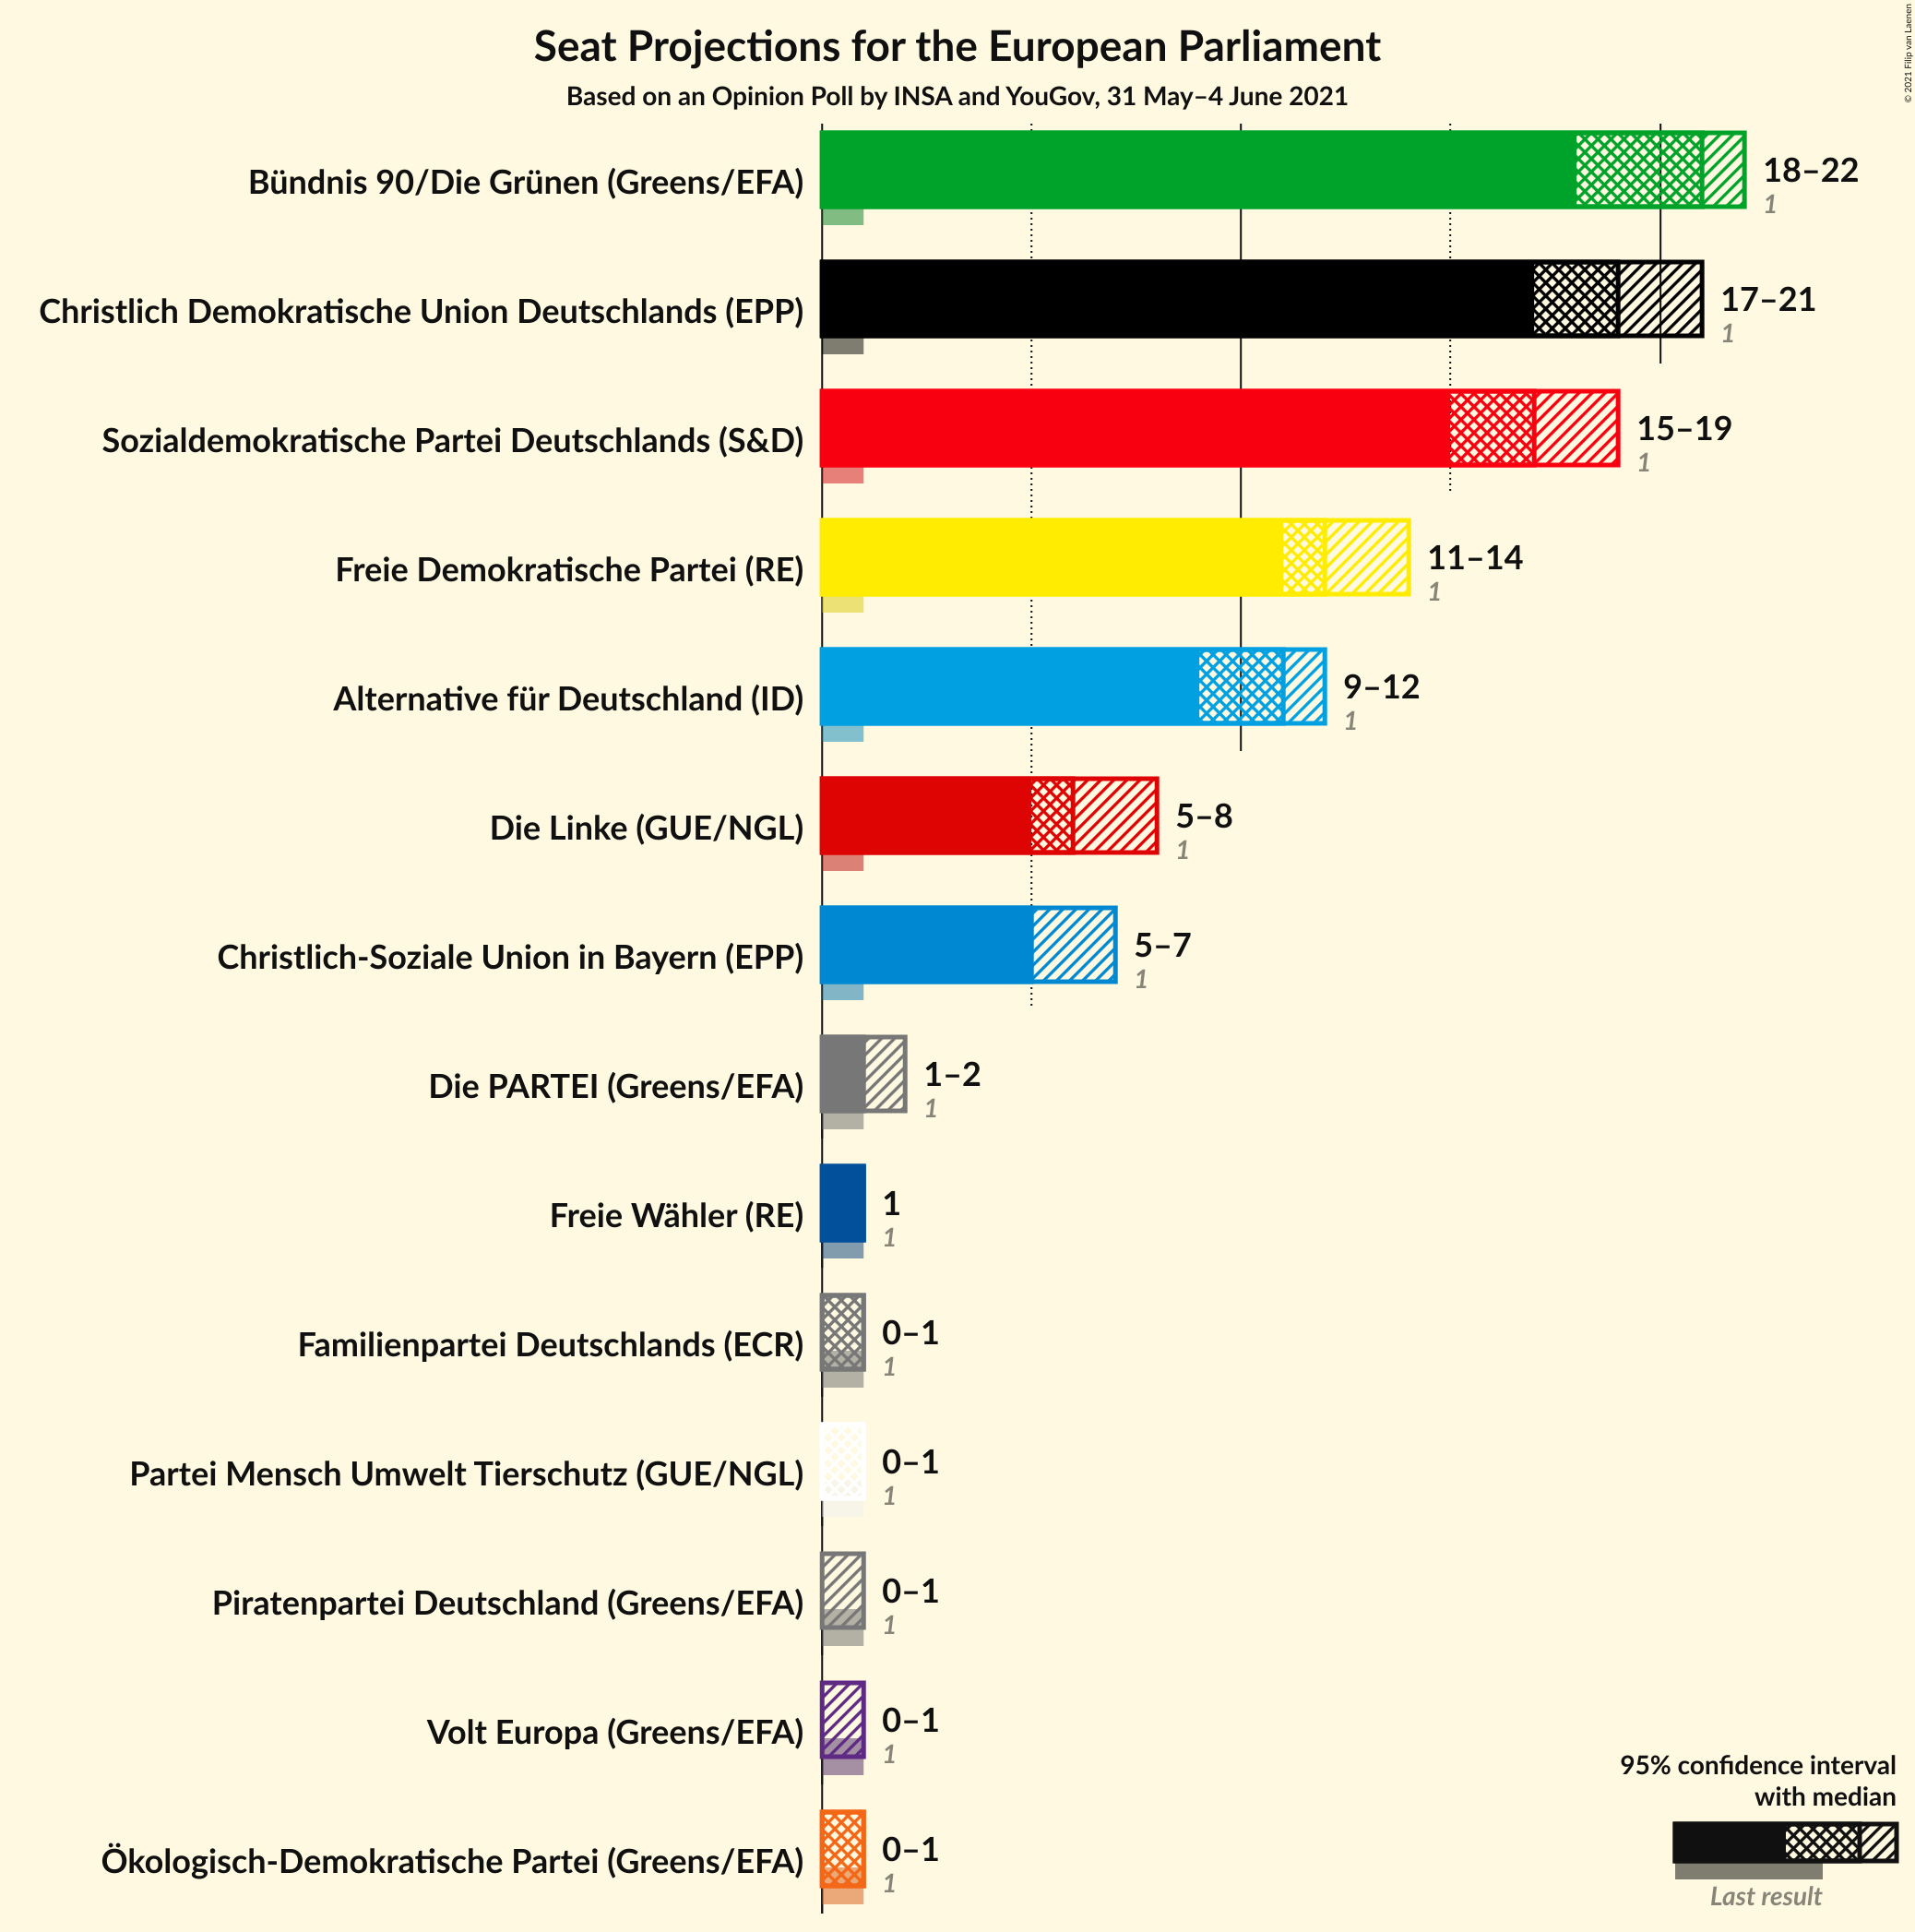 Seat Projections for the European Parliament
Based on an Opinion Poll by INSA and YouGov, 31 May–4 June 2021
© 2021 Filip van Laenen
Bündnis 90/Die Grünen (Greens/EFA)
18–22
1
Christlich Demokratische Union Deutschlands (EPP)
17–21
1
Sozialdemokratische Partei Deutschlands (S&D)
15–19
1
Freie Demokratische Partei (RE)
11–14
1
Alternative für Deutschland (ID)
9–12
1
Die Linke (GUE/NGL)
5–8
1
Christlich-Soziale Union in Bayern (EPP)
5–7
1
Die PARTEI (Greens/EFA)
1–2
1
Freie Wähler (RE)
1
1
Familienpartei Deutschlands (ECR)
0–1
1
Partei Mensch Umwelt Tierschutz (GUE/NGL)
0–1
1
Piratenpartei Deutschland (Greens/EFA)
0–1
1
Volt Europa (Greens/EFA)
0–1
1
Ökologisch-Demokratische Partei (Greens/EFA)
0–1
1
95% confidence interval
with median
Last result